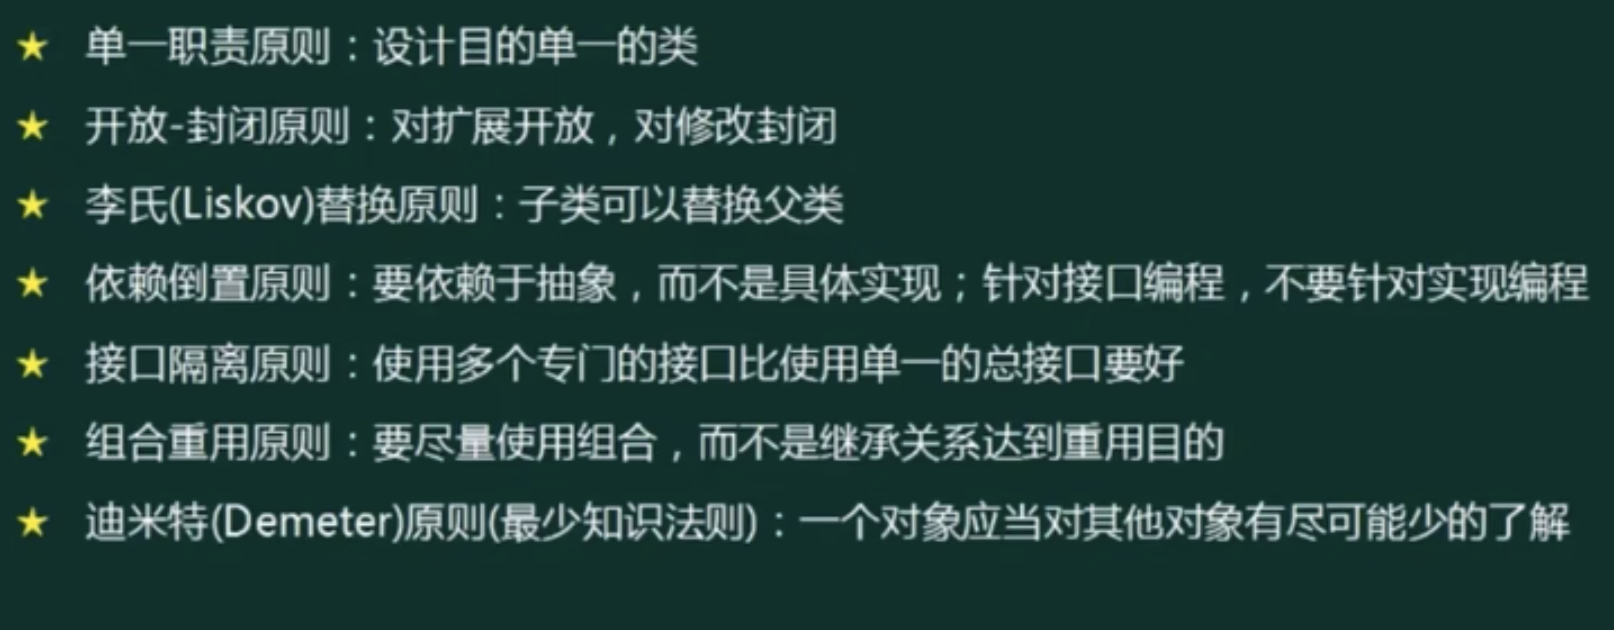 ★ 单一职责原则：设计目的单一的类
★ 开放-封闭原则：对扩展开放，对修改封闭
★ 李氏(Liskov)替换原则：子类可以替换父类
★ 依赖倒置原则：要依赖于抽象，而不是具体实现；针对接口编程，不要针对实现编程
★ 接口隔离原则：使用多个专门的接口比使用单一的总接口要好
★ 组合重用原则：要尽量使用组合，而不是继承关系达到重用目的
★ 迪米特(Demeter)原则(最少知识法则)：一个对象应当对其他对象有尽可能少的了解